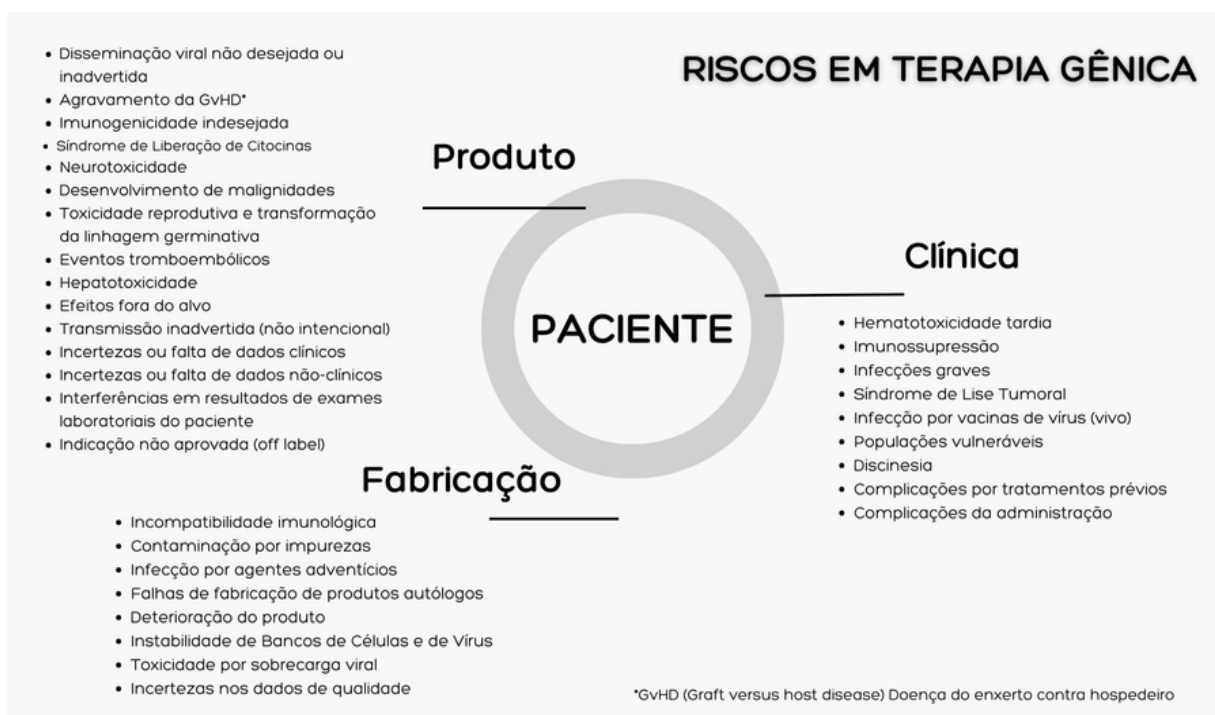 RISCOS EM TERAPIA GÊNICA
Produto
• Disseminação viral não desejada ou
inadvertida
• Agravamento da GvHD*
• Imunogenicidade indesejada
• Síndrome de Liberação de Citocinas
• Neurotoxicidade
• Desenvolvimento de malignidades
• Toxicidade reprodutiva e transformação
da linhagem germinativa
• Eventos tromboembólicos
• Hepatotoxicidade
• Efeitos fora do alvo
• Transmissão inadvertida (não intencional)
• Incertezas ou falta de dados clínicos
• Incertezas ou falta de dados não-clínicos
• Interferências em resultados de exames
laboratoriais do paciente
• Indicação não aprovada (off label)
PACIENTE
Clínica
• Hematotoxicidade tardia
• Imunossupressão
• Infecções graves
• Síndrome de Lise Tumoral
• Infecção por vacinas de vírus (vivo)
• Populações vulneráveis
• Discinesia
• Complicações por tratamentos prévios
• Complicações da administração
Fabricação
• Incompatibilidade imunológica
• Contaminação por impurezas
• Infecção por agentes adventícios
• Falhas de fabricação de produtos autólogos
• Deterioração do produto
• Instabilidade de Bancos de Células e de Vírus
• Toxicidade por sobrecarga viral
• Incertezas nos dados de qualidade
*GvHD (Graft versus host disease) Doença do enxerto contra hospedeiro